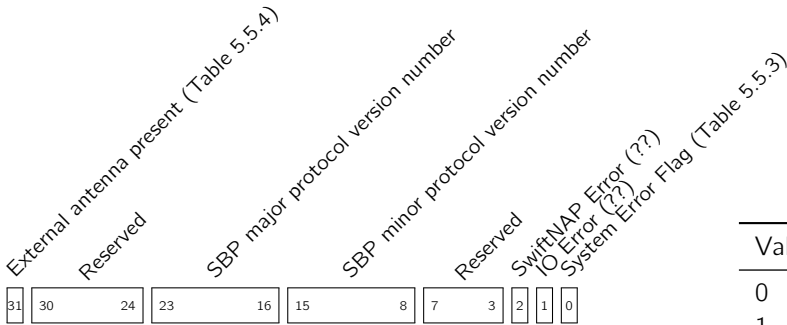 External antenna present (Table 5.5.4)
Reserved
SBP major protocol version number
SBP minor protocol version number
Reserved
SwiftNAP Error (??)
IO Error (??)
System Error Flag (Table 5.5.3)
31 30 24 23 16 15 8 7 3 2 1 0
Val
0
1